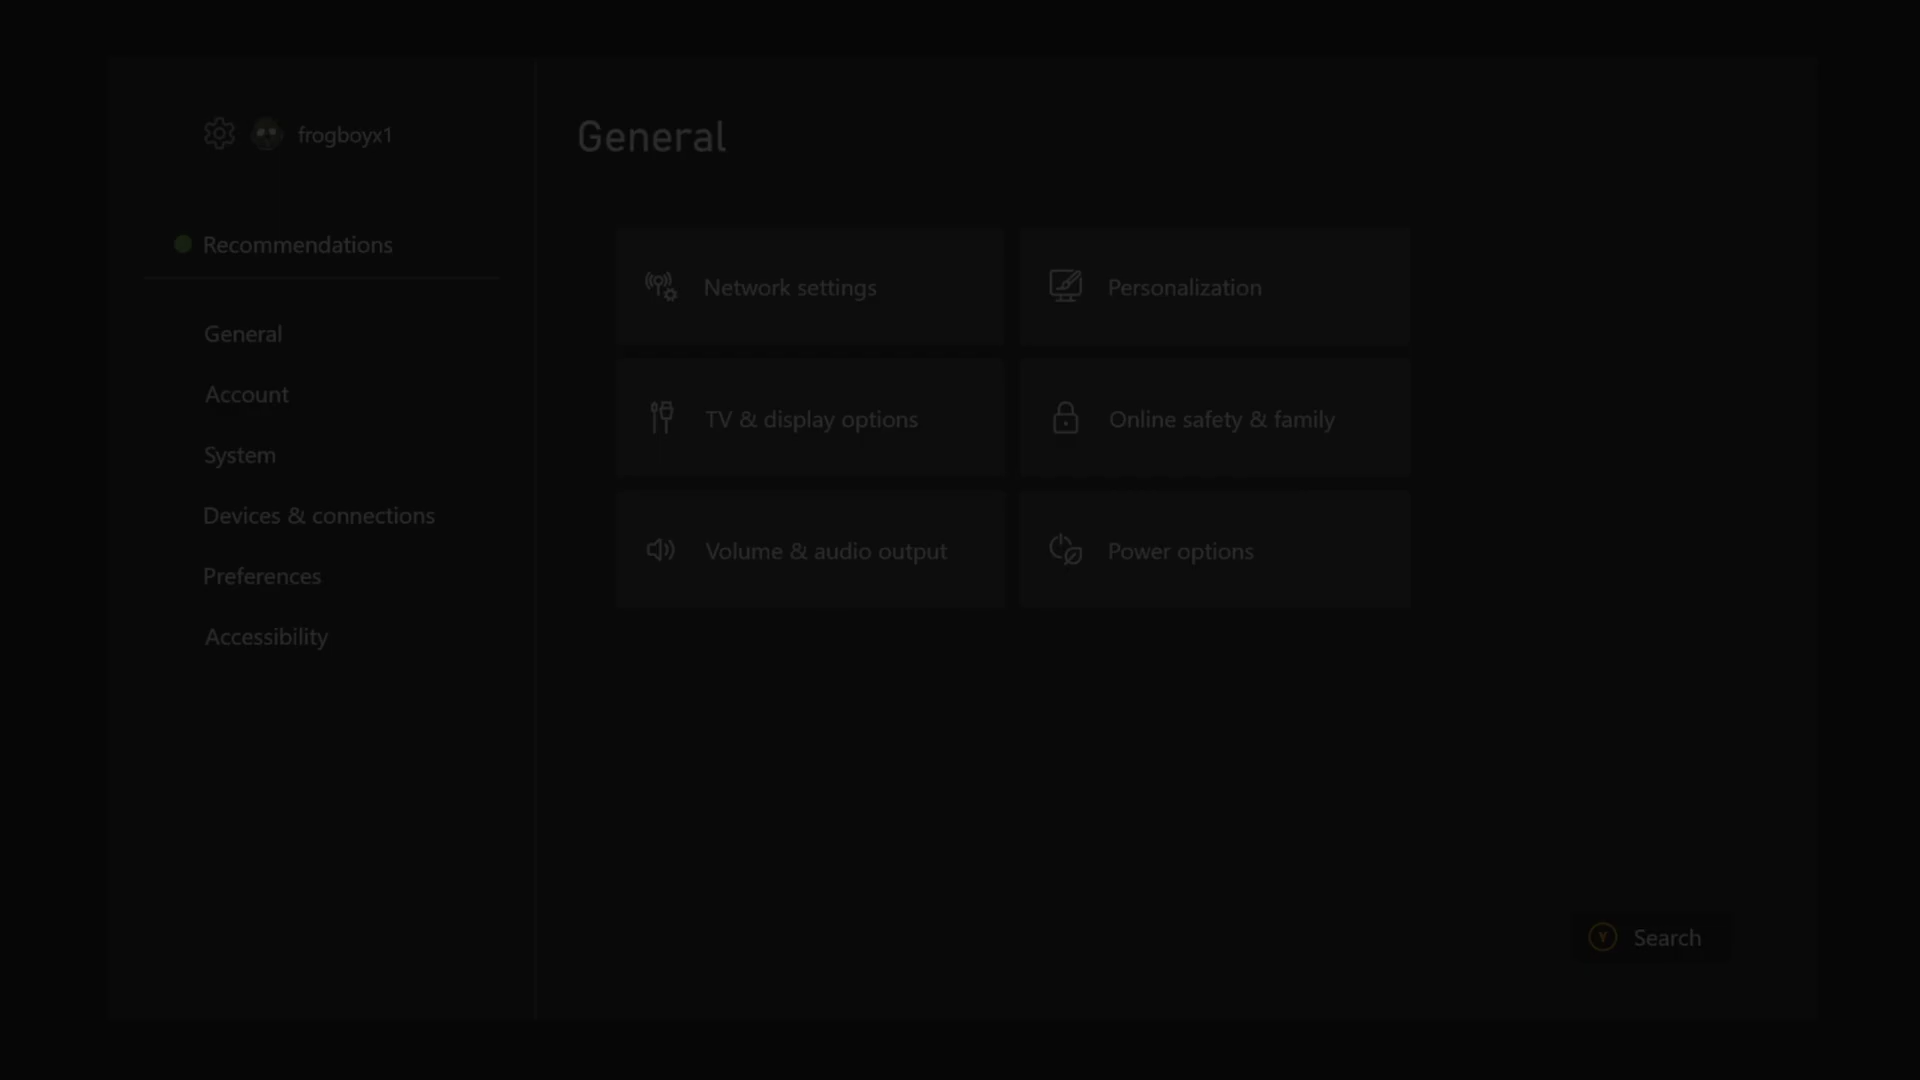 frogboyx1
General
Recommendations
General
Account
System
Devices & connections
Preferences
Accessibility
Network settings
Personalization
TV & display options
Online safety & family
Volume & audio output
Power options
Y Search